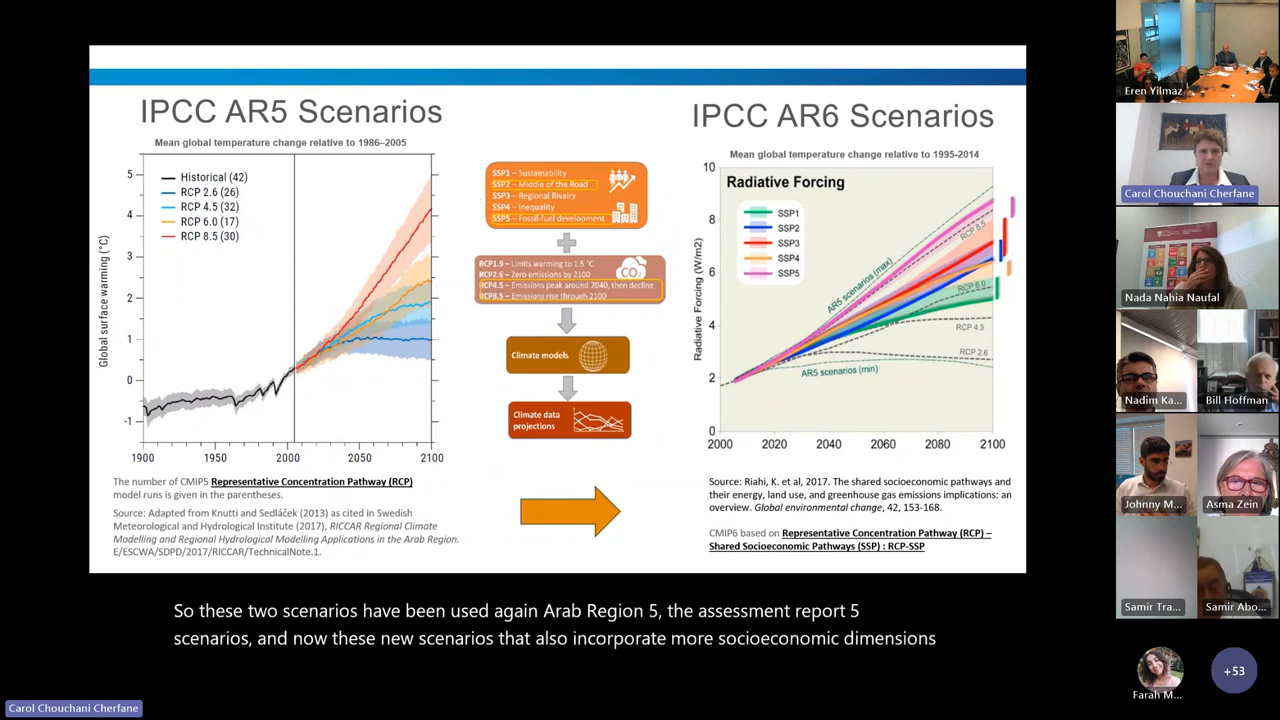 IPCC AR5 Scenarios
Mean global temperature change relative to 1986–2005
Global surface warming (°C)
5
4
3
2
1
0
-1
Historical (42)
RCP 2.6 (26)
RCP 4.5 (32)
RCP 6.0 (17)
RCP 8.5 (30)
1900
1950
2000
2050
2100
The number of CMIP5 Representative Concentration Pathway (RCP)
model runs is given in the parentheses.
Source: Adapted from Knutti and Sedláček (2013) as cited in Swedish
Meteorological and Hydrological Institute (2017), RICCAR Regional Climate
Modelling and Regional Hydrological Modelling Applications in the Arab Region.
E/ESCWA/SDPD/2017/RICCAR/TechnicalNote.1.
SSP1 – Sustainability
SSP2 – Middle of the Road
SSP3 – Regional Rivalry
SSP4 – Inequality
SSP5 – Fossil-fuel development
RCP1.9 – Limits warming to 1.5 °C
RCP2.6 – Zero emissions by 2100
RCP4.5 – Emissions peak around 2040, then decline
RCP8.5 – Emissions rise through 2100
CO2
Climate models
Climate data
projections
IPCC AR6 Scenarios
Mean global temperature change relative to 1995-2014
Radiative Forcing (W/m2)
10
8
6
4
2
0
Radiative Forcing
SSP1
SSP2
SSP3
SSP4
SSP5
AR5 scenarios (max)
RCP 8.5
RCP 6.0
RCP 4.5
RCP 2.6
AR5 scenarios (min)
2000
2020
2040
2060
2080
2100
Source: Riahi, K. et al, 2017. The shared socioeconomic pathways and
their energy, land use, and greenhouse gas emissions implications: an
overview. Global environmental change, 42, 153-168.
CMIP6 based on Representative Concentration Pathway (RCP) –
Shared Socioeconomic Pathways (SSP) : RCP-SSP
So these two scenarios have been used again Arab Region 5, the assessment report 5
scenarios, and now these new scenarios that also incorporate more socioeconomic dimensions
Carol Chouchani Cherfane
Eren Yilmaz
Carol Chouchani Cherfane
Nada Nahia Naufal
Nadim Ka...
Bill Hoffman
Johnny M...
Asma Zein
Samir Tra...
Samir Abo...
Farah M...
+53